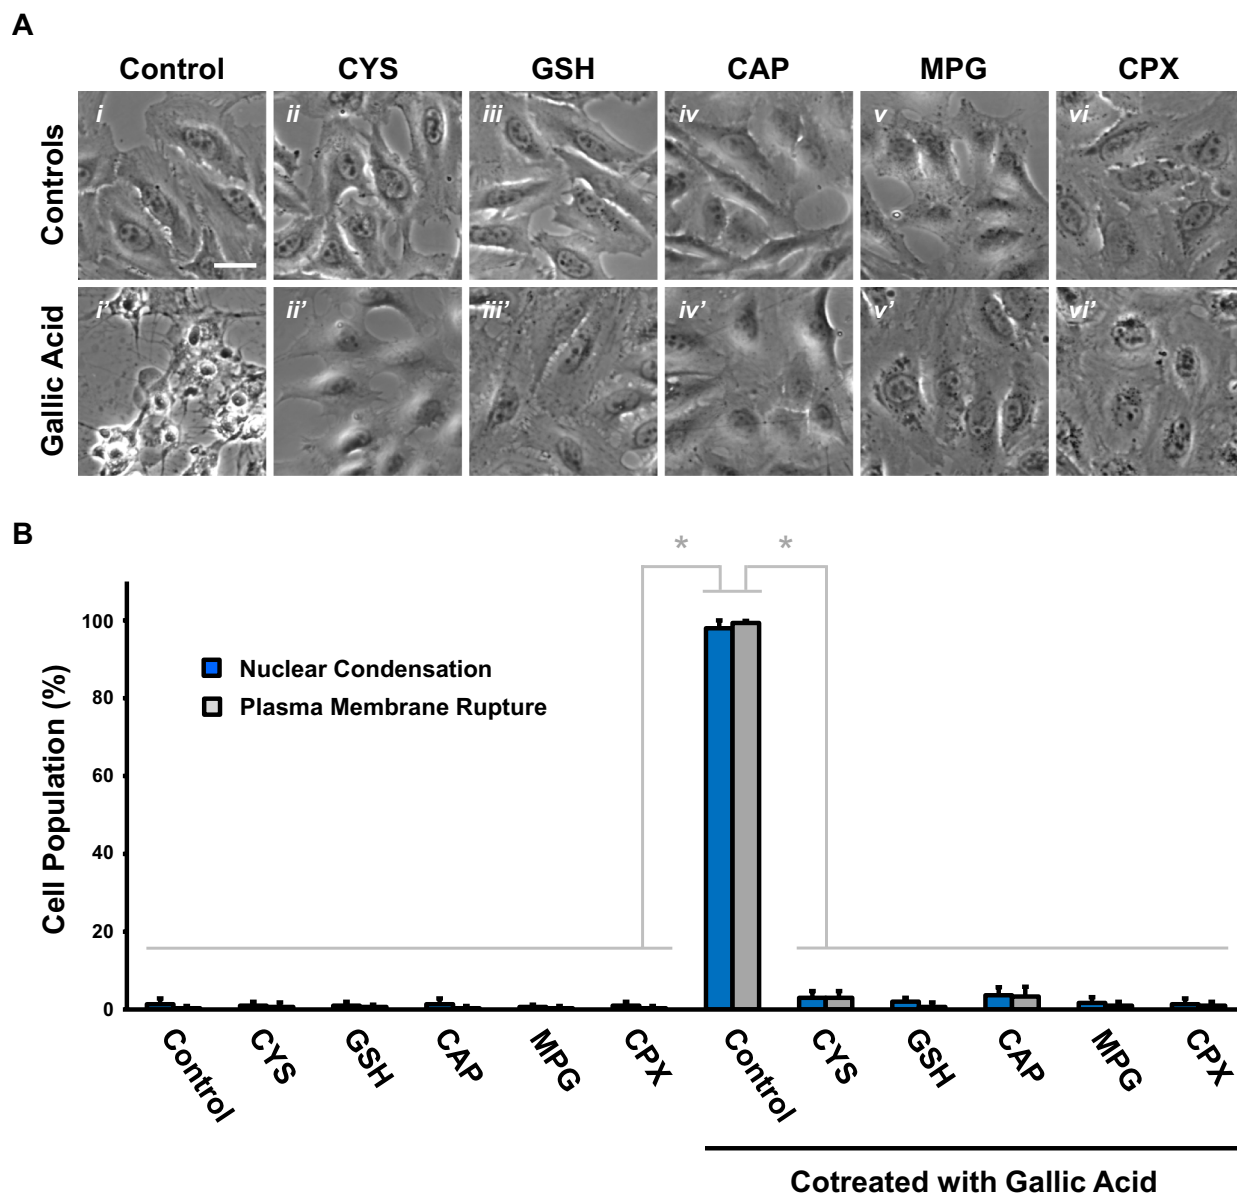 A
Control CYS GSH CAP MPG CPX
Controls
i ii iii iv v vi
Gallic Acid
i’ ii’ iii’ iv’ v’ vi’
B
* *
Cell Population (%)
100
80
60
40
20
0
Nuclear Condensation
Plasma Membrane Rupture
Control CYS GSH CAP MPG CPX Control CYS GSH CAP MPG CPX
Cotreated with Gallic Acid